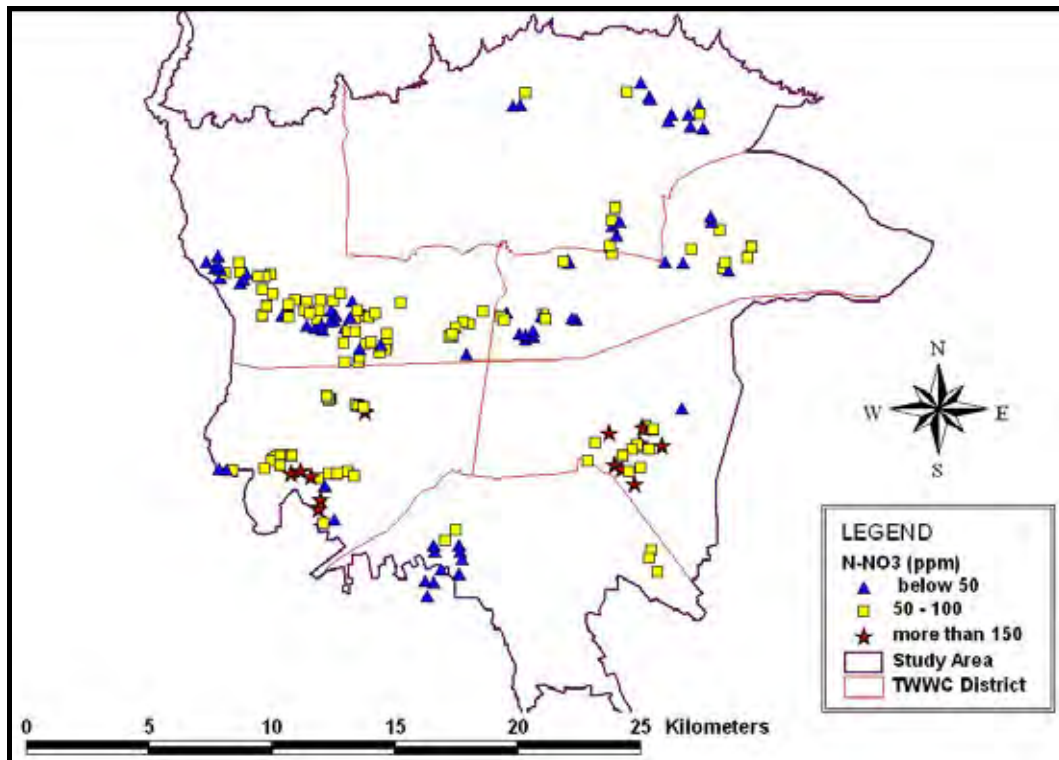 N
W
E
S
LEGEND
N-NO3 (ppm)
below 50
50 - 100
more than 150
Study Area
TWWC District
0 5 10 15 20 25 Kilometers